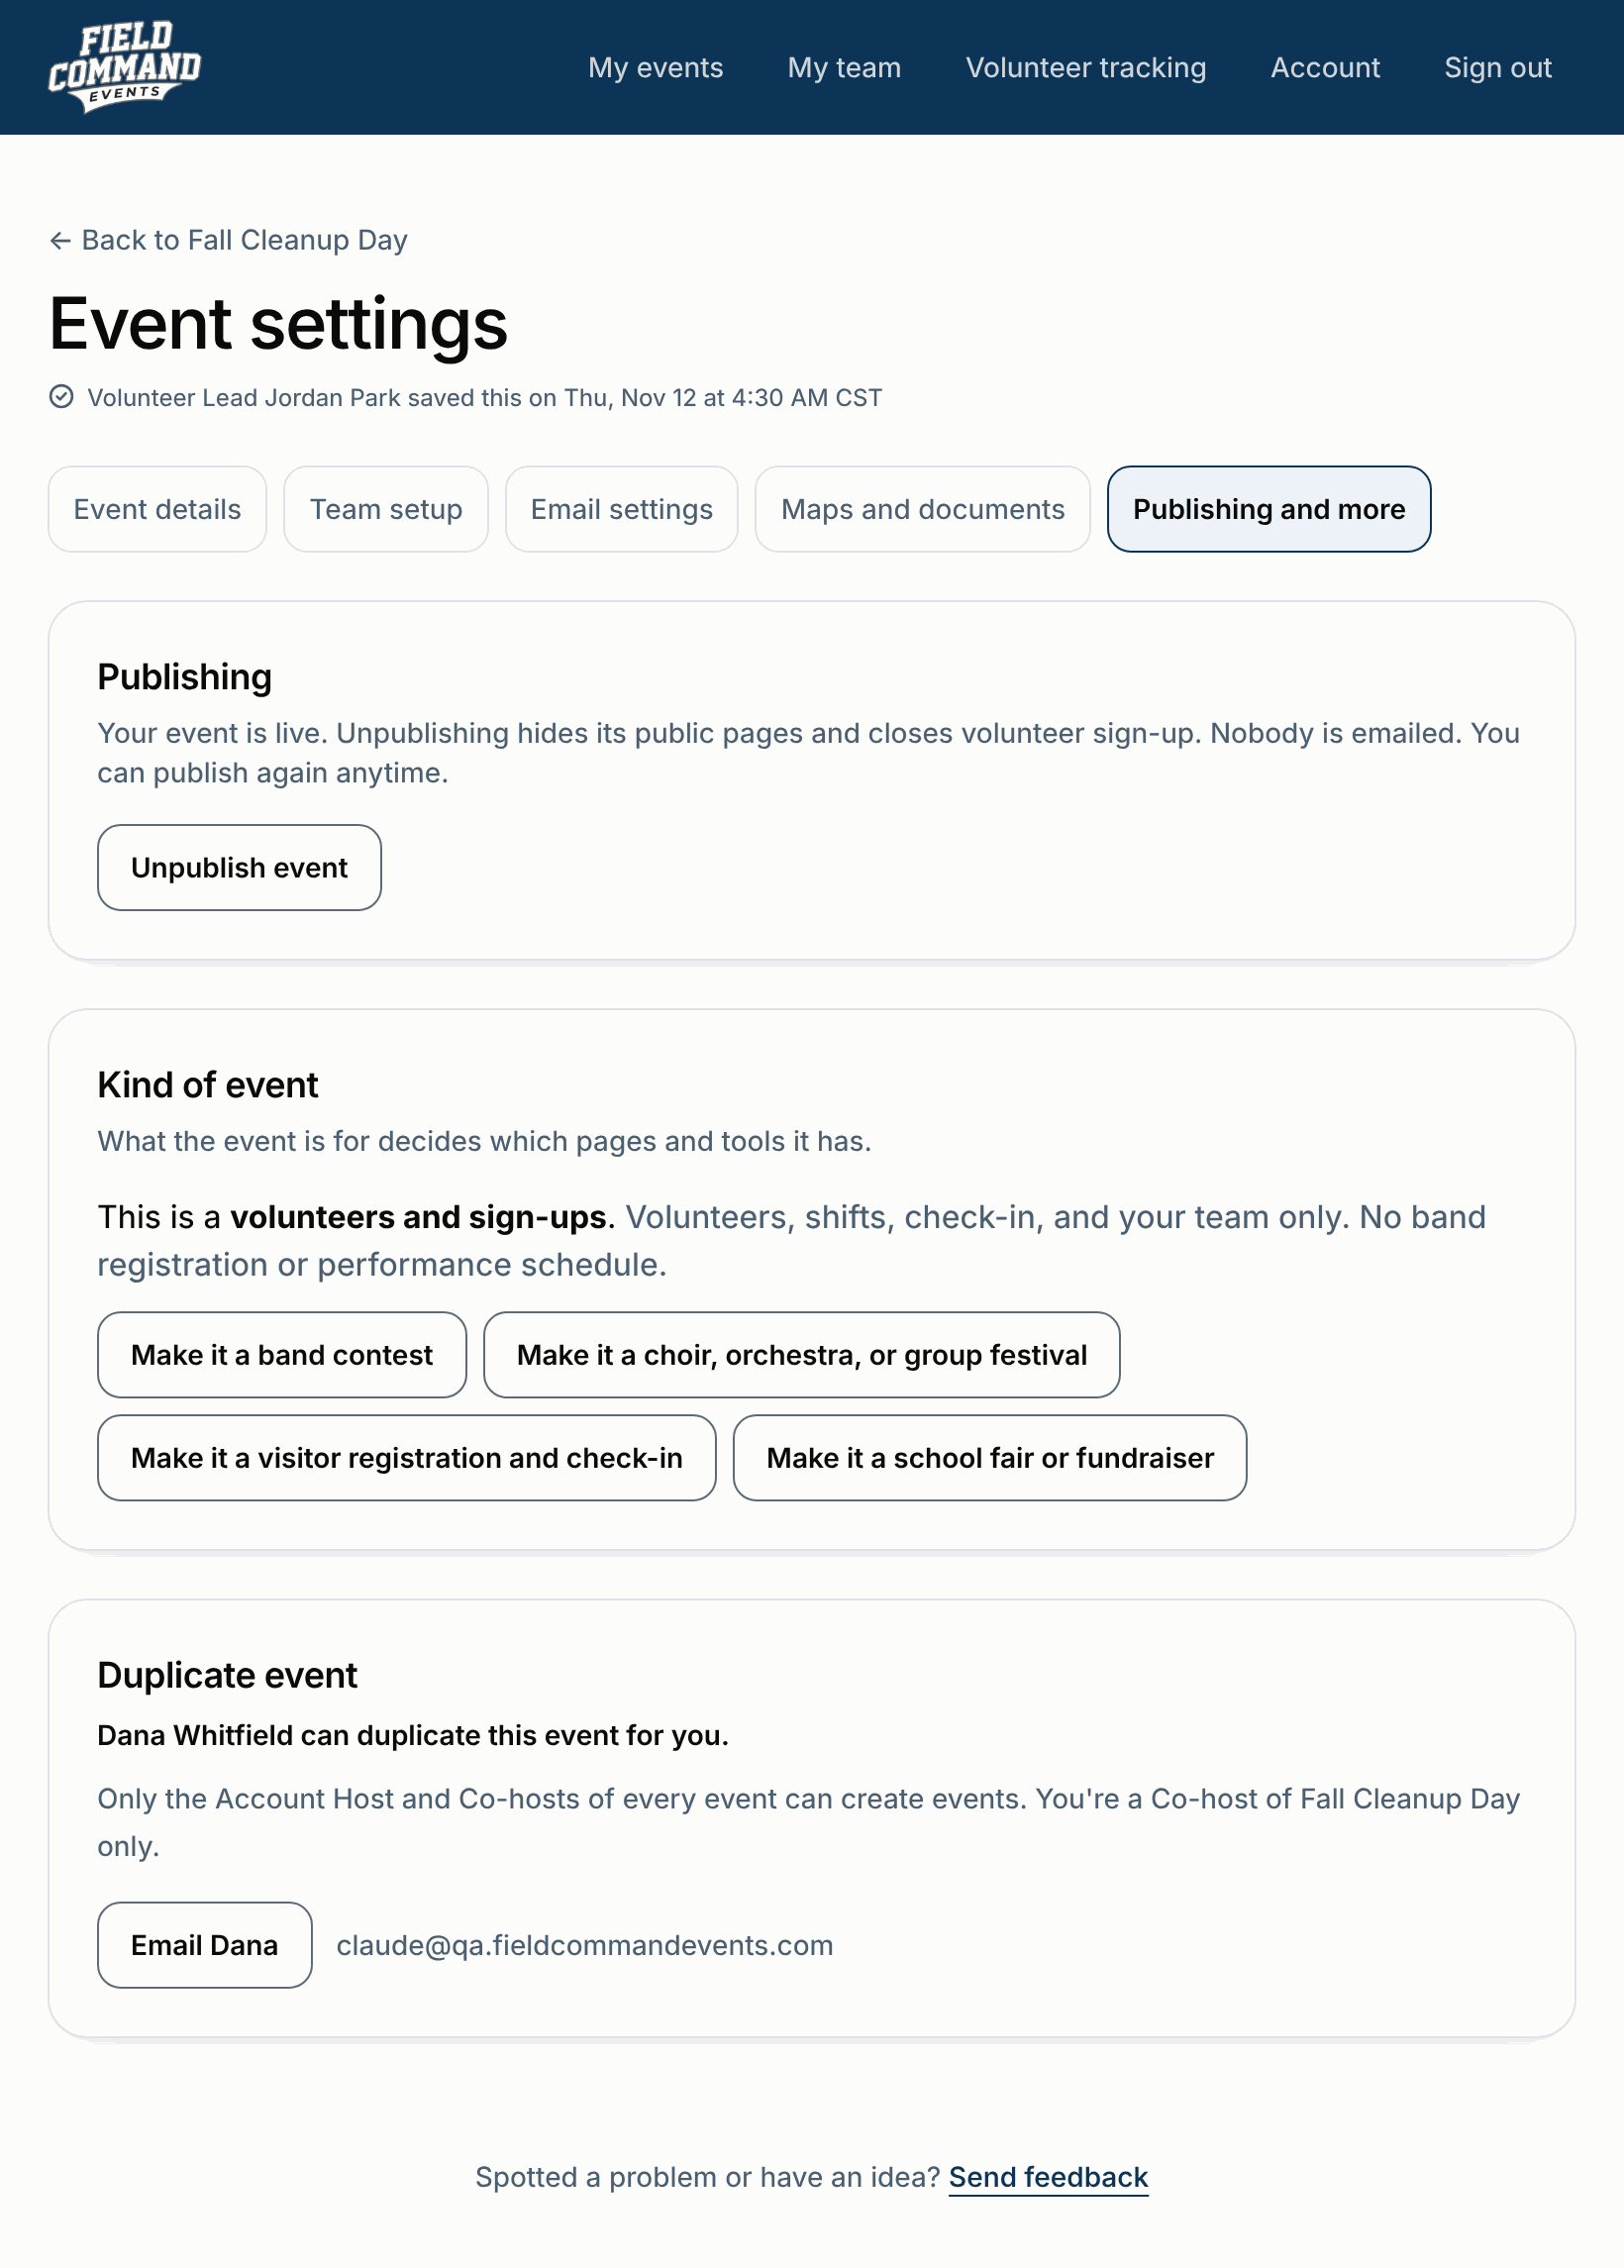 FIELD
COMMAND
EVENTS
My events
My team
Volunteer tracking
Account
Sign out
← Back to Fall Cleanup Day
Event settings
Volunteer Lead Jordan Park saved this on Thu, Nov 12 at 4:30 AM CST
Event details
Team setup
Email settings
Maps and documents
Publishing and more
Publishing
Your event is live. Unpublishing hides its public pages and closes volunteer sign-up. Nobody is emailed. You
can publish again anytime.
Unpublish event
Kind of event
What the event is for decides which pages and tools it has.
This is a volunteers and sign-ups. Volunteers, shifts, check-in, and your team only. No band
registration or performance schedule.
Make it a band contest
Make it a choir, orchestra, or group festival
Make it a visitor registration and check-in
Make it a school fair or fundraiser
Duplicate event
Dana Whitfield can duplicate this event for you.
Only the Account Host and Co-hosts of every event can create events. You're a Co-host of Fall Cleanup Day
only.
Email Dana
claude@qa.fieldcommandevents.com
Spotted a problem or have an idea? Send feedback